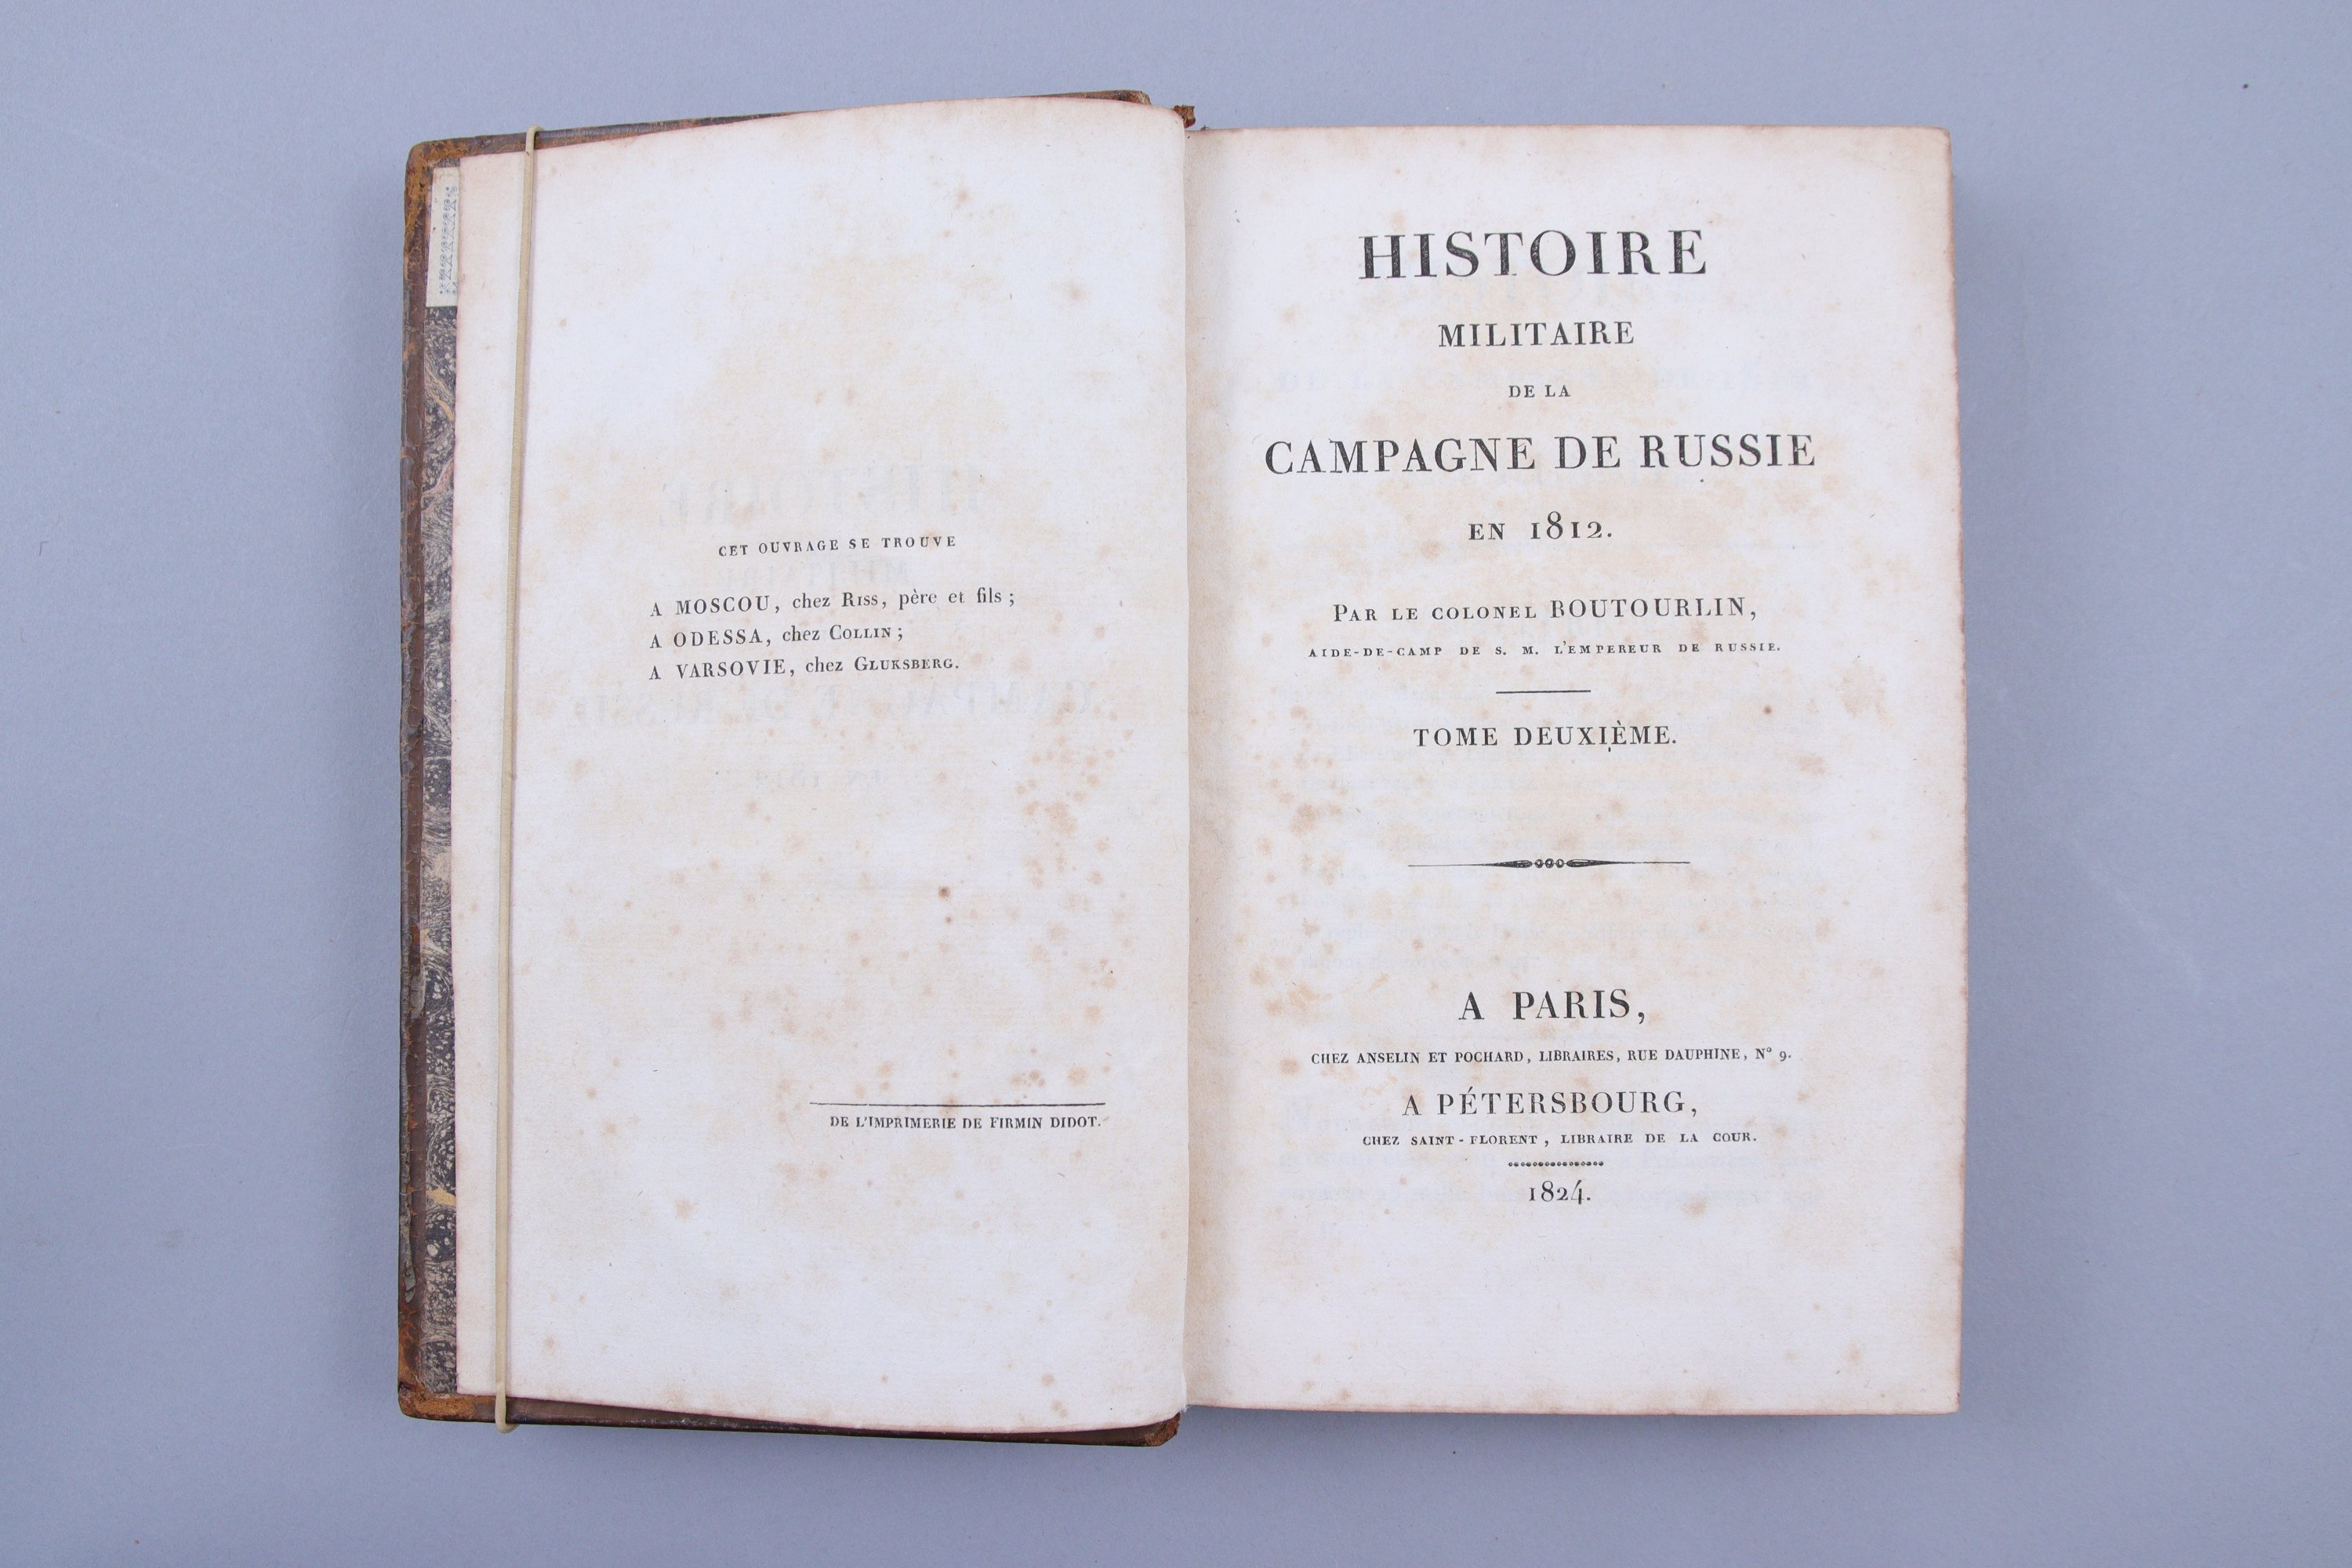 CET OUVRAGE SE TROUVE
A MOSCOU, chez Riss, père et fils ;
A ODESSA, chez Collin ;
A VARSOVIE, chez Gluksberg.
DE L'IMPRIMERIE DE FIRMIN DIDOT.
HISTOIRE
MILITAIRE
DE LA
CAMPAGNE DE RUSSIE
EN 1812.
Par le colonel BOUTOURLIN,
AIDE-DE-CAMP DE S. M. L'EMPEREUR DE RUSSIE.
TOME DEUXIÈME.
A PARIS,
CHEZ ANSELIN ET POCHARD, LIBRAIRES, RUE DAUPHINE, N° 9.
A PÉTERSBOURG,
CHEZ SAINT-FLORENT, LIBRAIRE DE LA COUR.
1824.